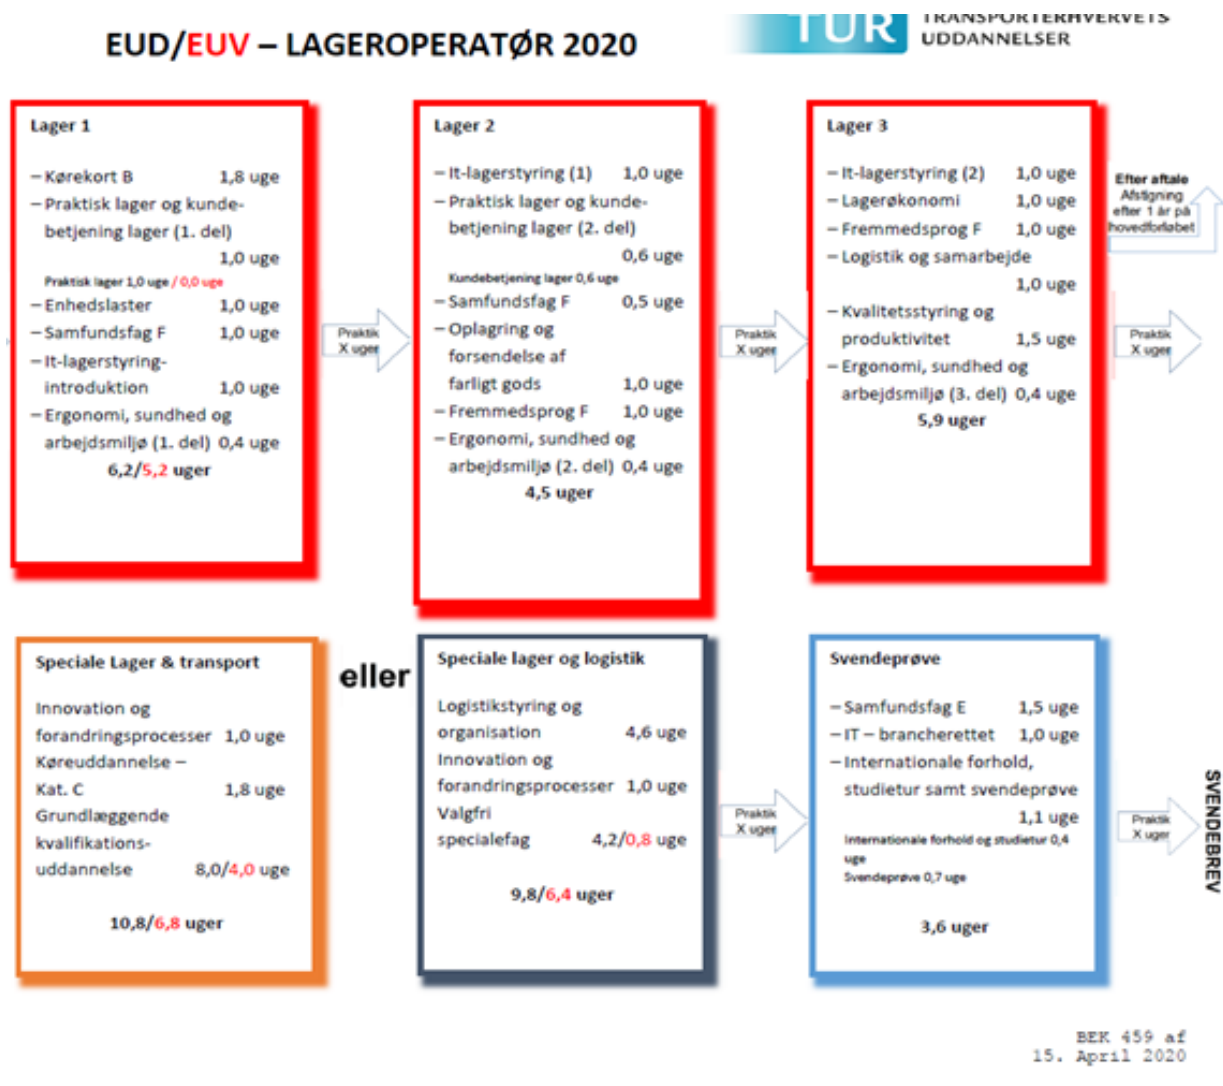 EUD/EUV – LAGEROPERATØR 2020
TUR
TRANSPORTERHVERVETS
UDDANNELSER
Lager 1
– Kørekort B 1,8 uge
– Praktisk lager og kunde-
betjening lager (1. del)
1,0 uge
Praktisk lager 1,0 uge / 0,0 uge
– Enhedslaster 1,0 uge
– Samfundsfag F 1,0 uge
– It-lagerstyring-
introduktion 1,0 uge
– Ergonomi, sundhed og
arbejdsmiljø (1. del) 0,4 uge
6,2/5,2 uger
Praktik
X uger
Lager 2
– It-lagerstyring (1) 1,0 uge
– Praktisk lager og kunde-
betjening lager (2. del)
0,6 uge
Kundebetjening lager 0,6 uge
– Samfundsfag F 0,5 uge
– Oplagring og
forsendelse af
farligt gods 1,0 uge
– Fremmedsprog F 1,0 uge
– Ergonomi, sundhed og
arbejdsmiljø (2. del) 0,4 uge
4,5 uger
Praktik
X uger
Lager 3
– It-lagerstyring (2) 1,0 uge
– Lagerøkonomi 1,0 uge
– Fremmedsprog F 1,0 uge
– Logistik og samarbejde
1,0 uge
– Kvalitetsstyring og
produktivitet 1,5 uge
– Ergonomi, sundhed og
arbejdsmiljø (3. del) 0,4 uge
5,9 uger
Efter aftale
Afstigning
efter 1 år på
hovedforløbet
Praktik
X uger
Speciale Lager & transport
Innovation og
forandringsprocesser 1,0 uge
Køreuddannelse –
Kat. C 1,8 uge
Grundlæggende
kvalifikations-
uddannelse 8,0/4,0 uge
10,8/6,8 uger
eller
Speciale lager og logistik
Logistikstyring og
organisation 4,6 uge
Innovation og
forandringsprocesser 1,0 uge
Valgfri
specialefag 4,2/0,8 uge
9,8/6,4 uger
Praktik
X uger
Svendeprøve
– Samfundsfag E 1,5 uge
– IT – brancherettet 1,0 uge
– Internationale forhold,
studietur samt svendeprøve
1,1 uge
Internationale forhold og studietur 0,4
uge
Svendeprøve 0,7 uge
3,6 uger
Praktik
X uger
SVENDEBREV
BEK 459 af
15. April 2020